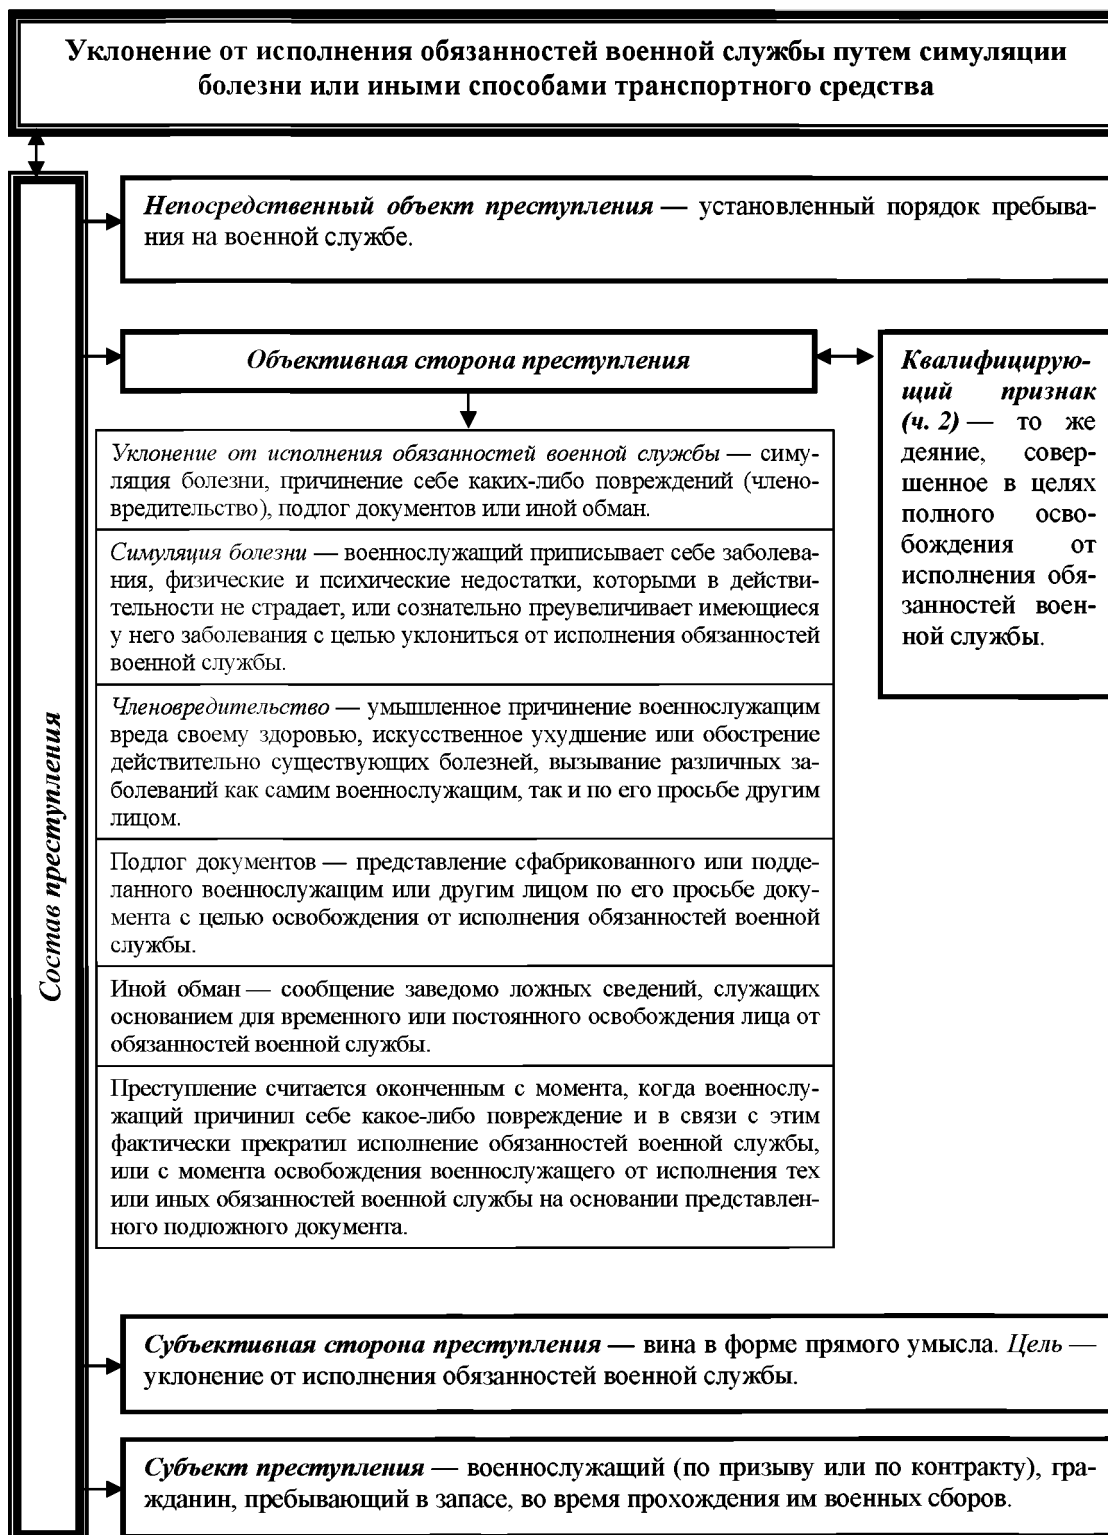 Уклонение от исполнения обязанностей военной службы путем симуляции
болезни или иными способами транспортного средства
Состав преступления
Непосредственный объект преступления — установленный порядок пребыва-
ния на военной службе.
Объективная сторона преступления
Уклонение от исполнения обязанностей военной службы — симу-
ляция болезни, причинение себе каких-либо повреждений (члено-
вредительство), подлог документов или иной обман.
Симуляция болезни — военнослужащий приписывает себе заболева-
ния, физические и психические недостатки, которыми в действи-
тельности не страдает, или сознательно преувеличивает имеющиеся
у него заболевания с целью уклониться от исполнения обязанностей
военной службы.
Членовредительство — умышленное причинение военнослужащим
вреда своему здоровью, искусственное ухудшение или обострение
действительно существующих болезней, вызывание различных за-
болеваний как самим военнослужащим, так и по его просьбе другим
лицом.
Подлог документов — представление сфабрикованного или подде-
ланного военнослужащим или другим лицом по его просьбе доку-
мента с целью освобождения от исполнения обязанностей военной
службы.
Иной обман — сообщение заведомо ложных сведений, служащих
основанием для временного или постоянного освобождения лица от
обязанностей военной службы.
Преступление считается оконченным с момента, когда военнослу-
жащий причинил себе какое-либо повреждение и в связи с этим
фактически прекратил исполнение обязанностей военной службы,
или с момента освобождения военнослужащего от исполнения тех
или иных обязанностей военной службы на основании представлен-
ного подложного документа.
Квалифицирую-
щий признак
(ч. 2) — то же
деяние, совер-
шенное в целях
полного осво-
бождения от
исполнения обя-
занностей воен-
ной службы.
Субъективная сторона преступления — вина в форме прямого умысла. Цель —
уклонение от исполнения обязанностей военной службы.
Субъект преступления — военнослужащий (по призыву или по контракту), гра-
жданин, пребывающий в запасе, во время прохождения им военных сборов.